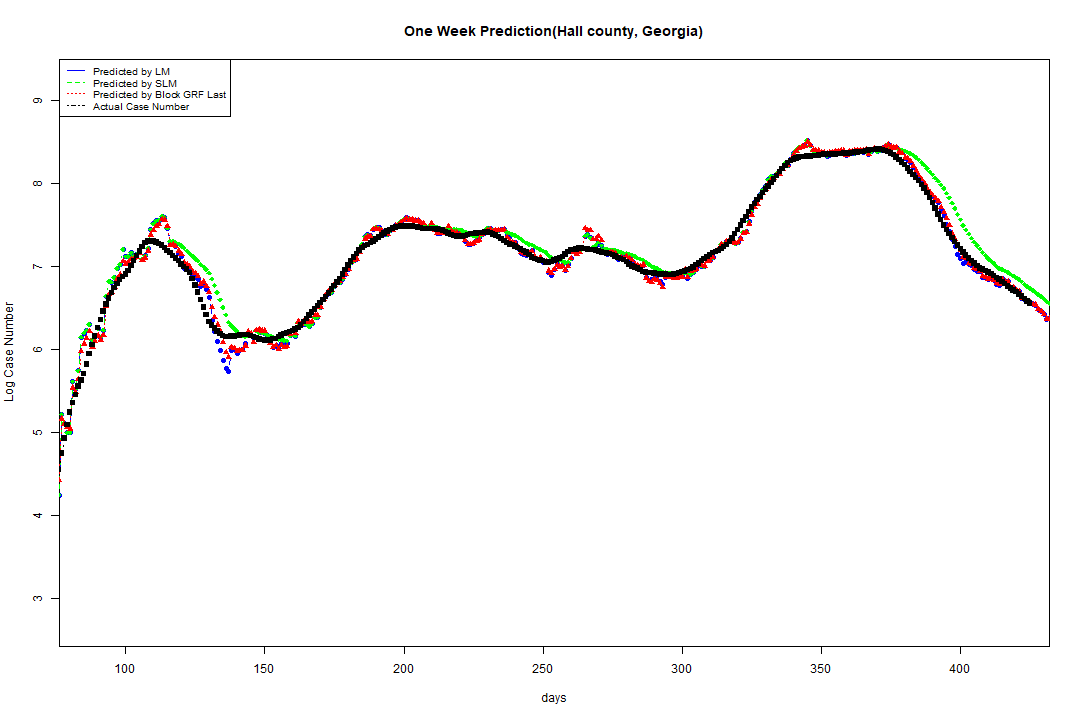 One Week Prediction(Hall county, Georgia)
Predicted by LM
Predicted by SLM
Predicted by Block GRF Last
Actual Case Number
9
8
7
6
5
4
3
Log Case Number
100 150 200 250 300 350 400
days